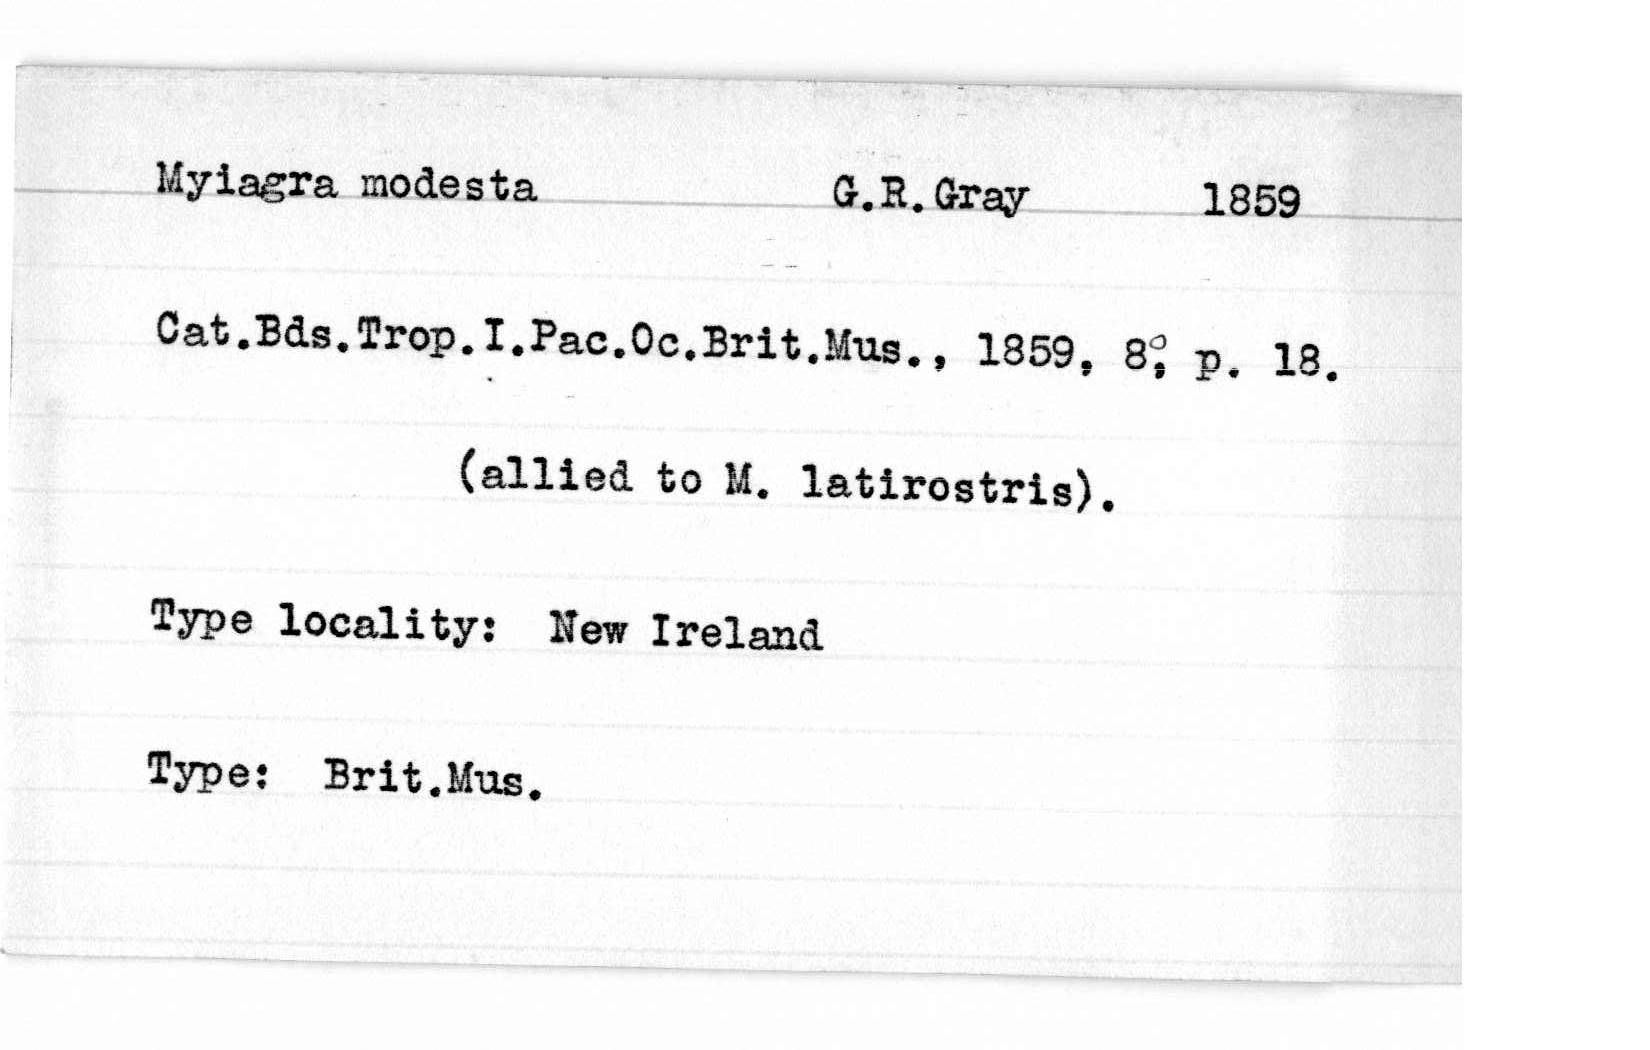 Myiagra modesta G.R.Gray 1859
Cat.Bds.Trop.I.Pac.Oc.Brit.Mus., 1859, 8°, p. 18.
(allied to M. latirostris).
Type locality: New Ireland
Type: Brit.Mus.